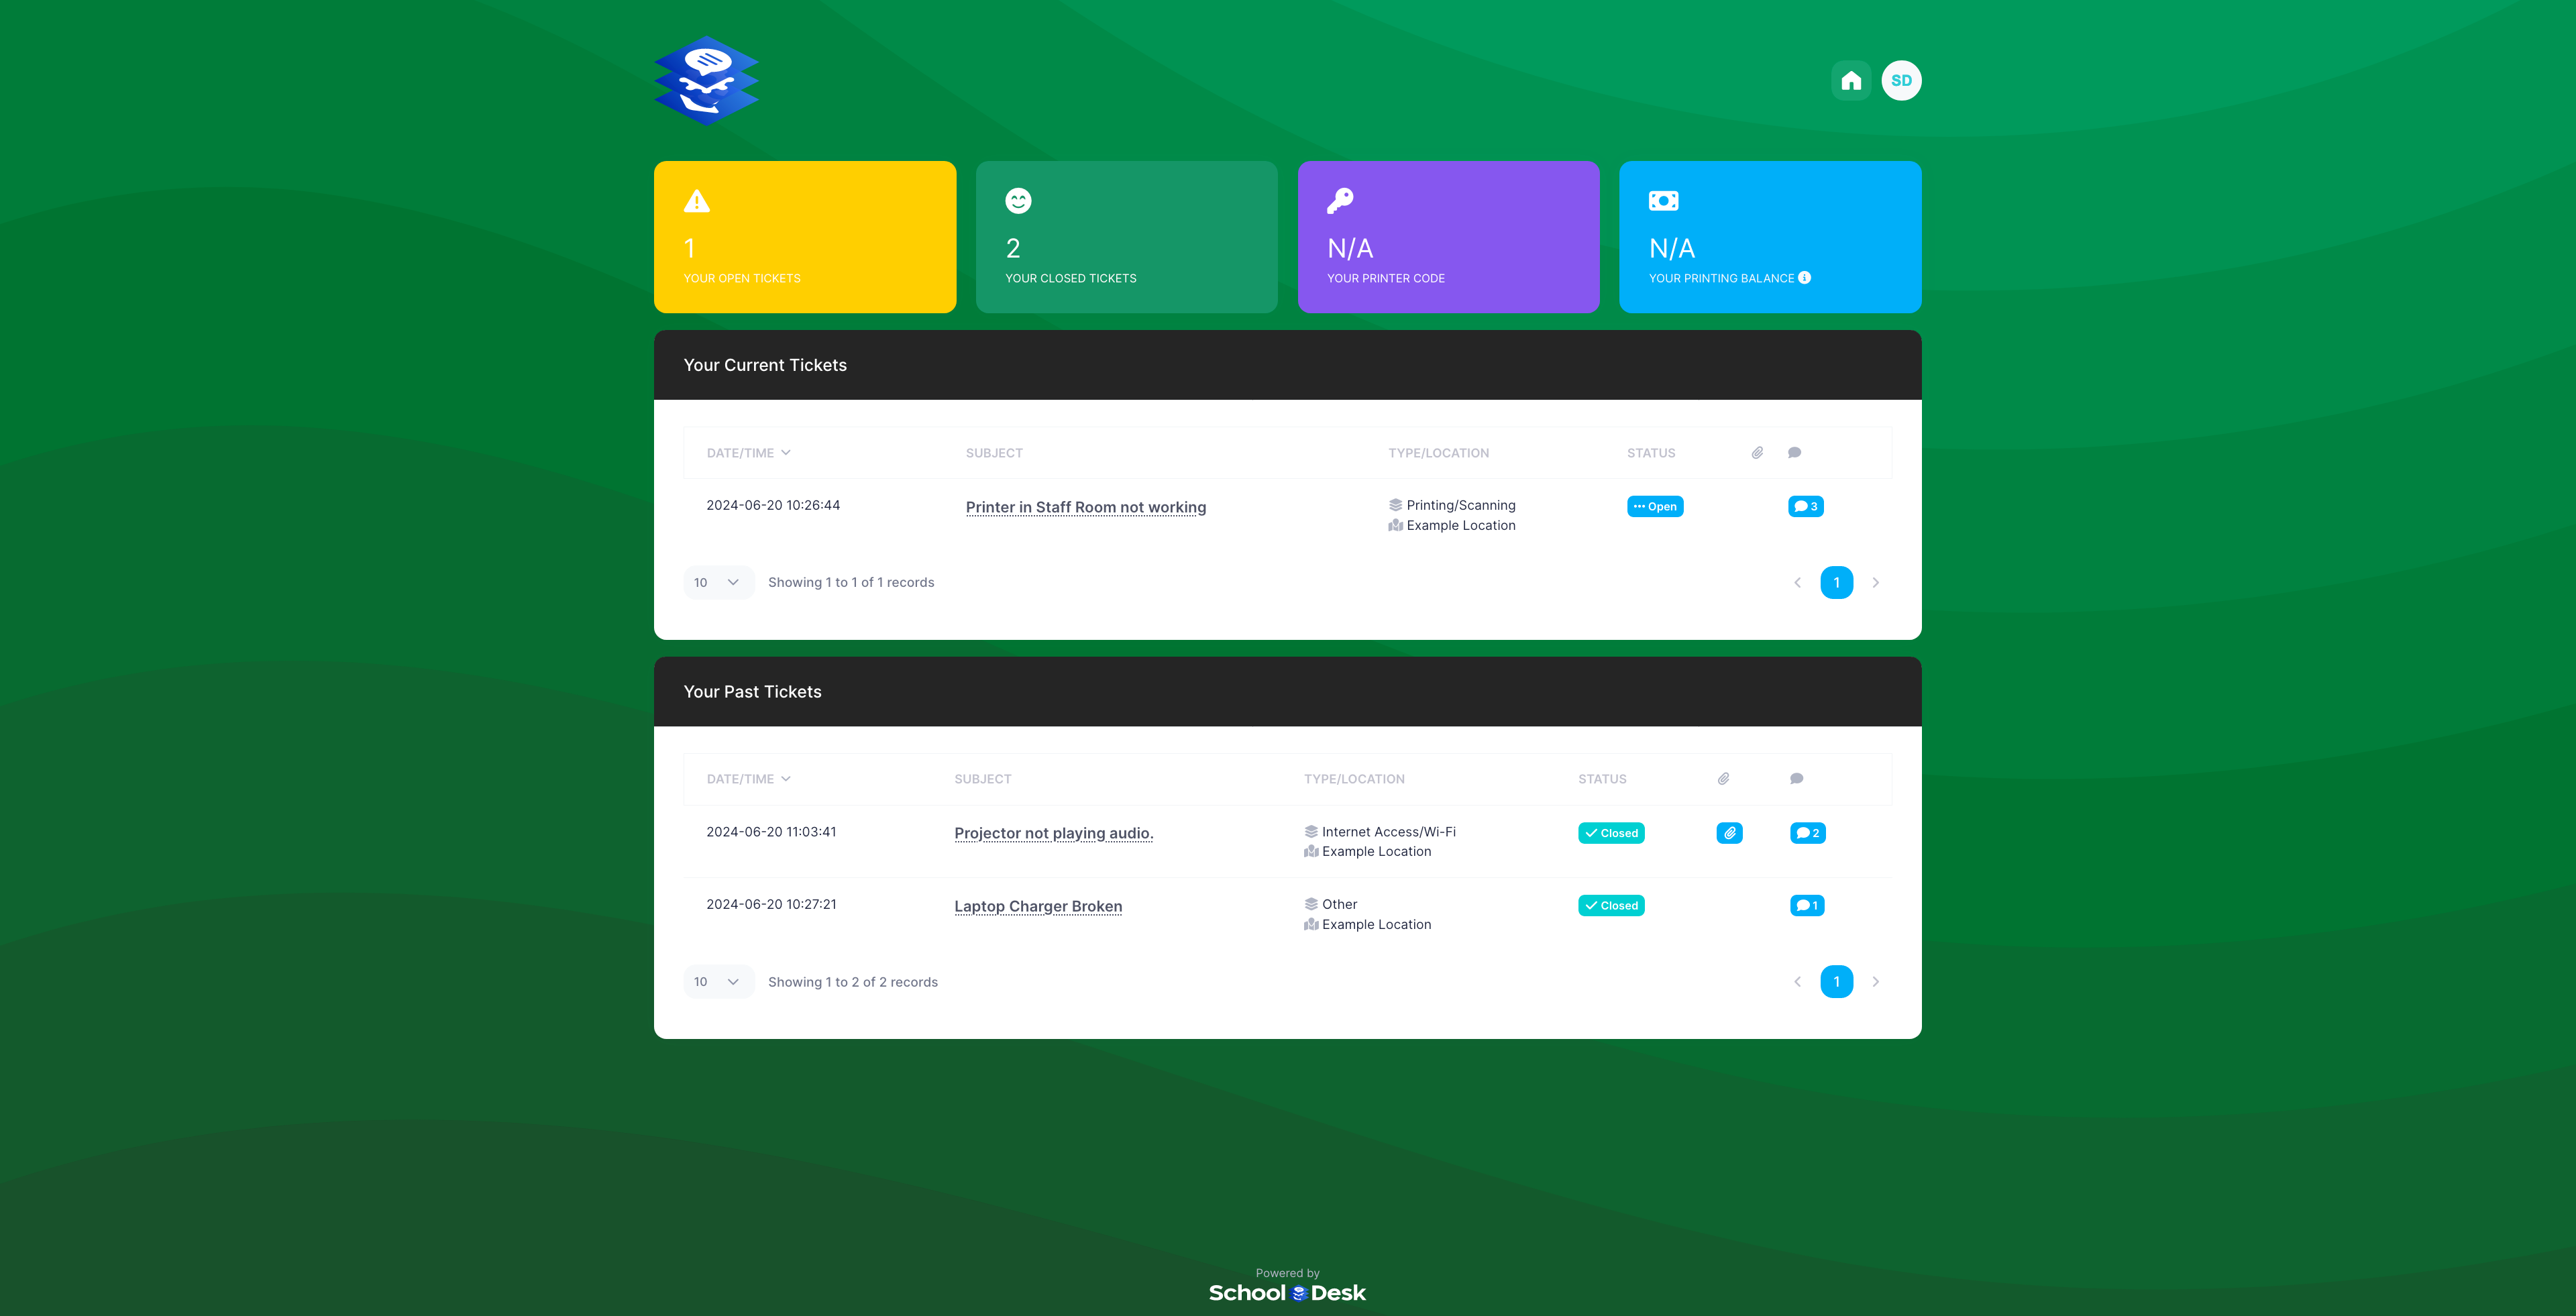 SD
1
YOUR OPEN TICKETS
2
YOUR CLOSED TICKETS
N/A
YOUR PRINTER CODE
N/A
YOUR PRINTING BALANCE
Your Current Tickets
DATE/TIME SUBJECT TYPE/LOCATION STATUS
2024-06-20 10:26:44 Printer in Staff Room not working Printing/Scanning Open 3
Example Location
10 Showing 1 to 1 of 1 records 1
Your Past Tickets
DATE/TIME SUBJECT TYPE/LOCATION STATUS
2024-06-20 11:03:41 Projector not playing audio. Internet Access/Wi-Fi Closed 2
Example Location
2024-06-20 10:27:21 Laptop Charger Broken Other Closed 1
Example Location
10 Showing 1 to 2 of 2 records 1
Powered by
School Desk